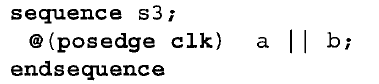 sequence s3;
@(posedge clk) a || b;
endsequence